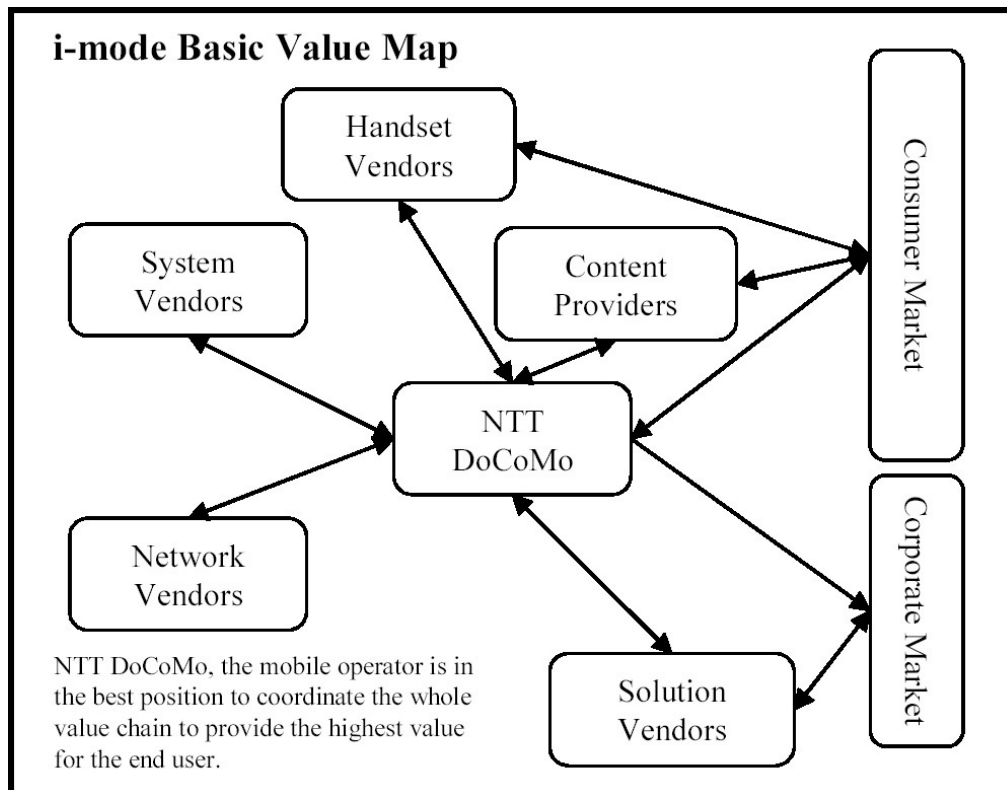 i-mode Basic Value Map
Handset
Vendors
System
Vendors
Content
Providers
Consumer Market
NTT
DoCoMo
Network
Vendors
Corporate Market
Solution
Vendors
NTT DoCoMo, the mobile operator is in
the best position to coordinate the whole
value chain to provide the highest value
for the end user.